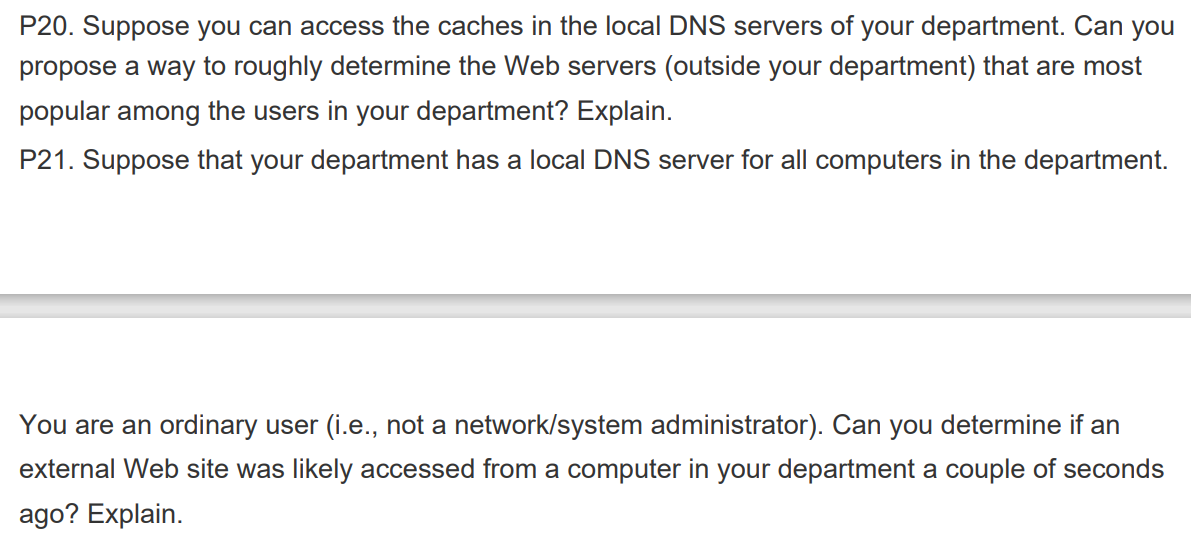 P20. Suppose you can access the caches in the local DNS servers of your department. Can you
propose a way to roughly determine the Web servers (outside your department) that are most
popular among the users in your department? Explain.
P21. Suppose that your department has a local DNS server for all computers in the department.
You are an ordinary user (i.e., not a network/system administrator). Can you determine if an
external Web site was likely accessed from a computer in your department a couple of seconds
ago? Explain.